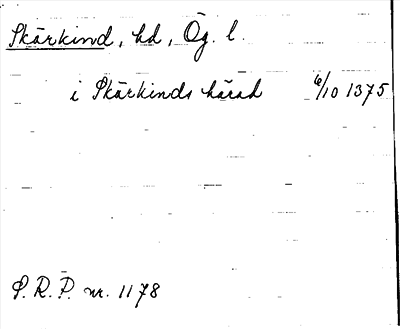 Skärkind, hd, Ög. l.
i Skärkinds härad 6/10 1375
S. R. P. nr. 1178